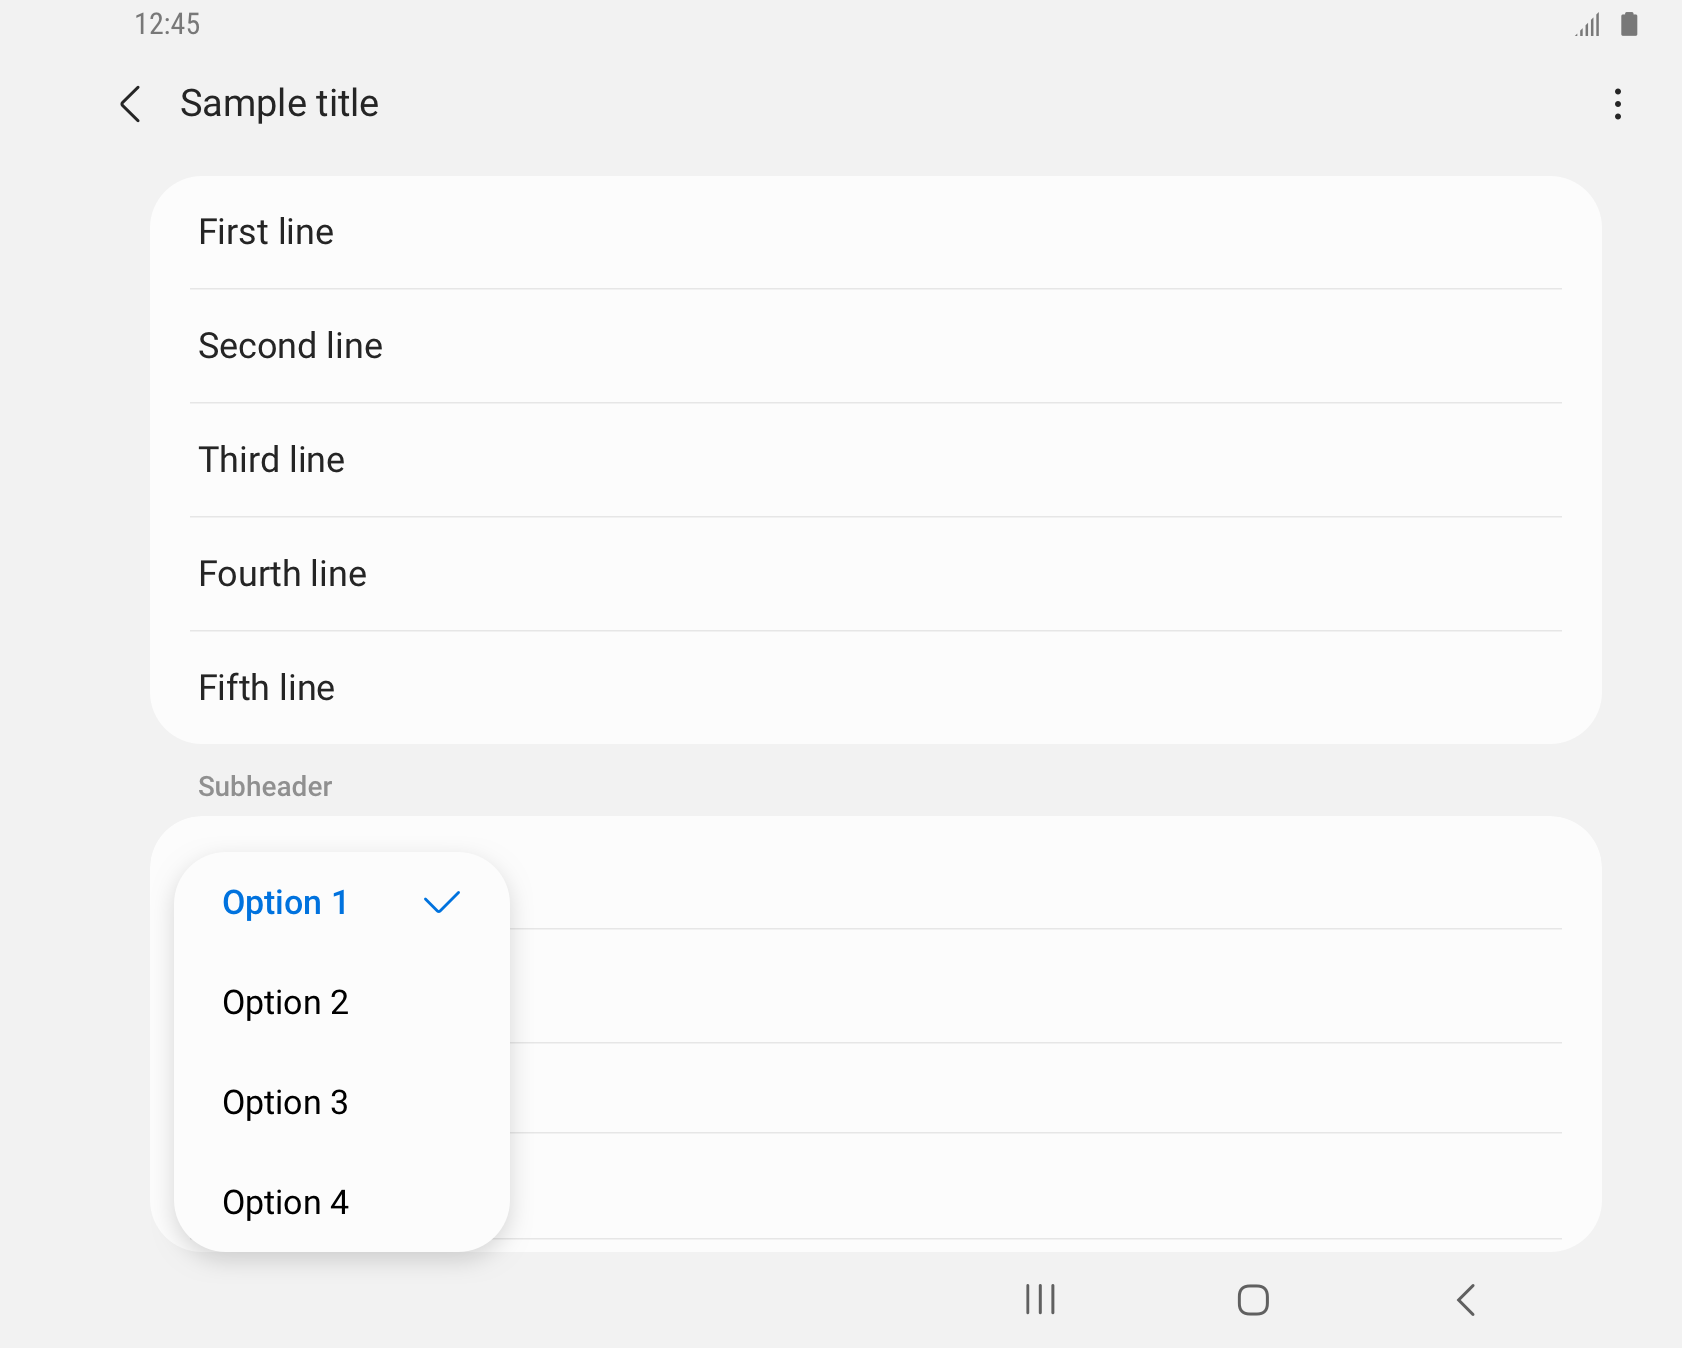 12:45
Sample title
First line
Second line
Third line
Fourth line
Fifth line
Subheader
Option 1
Option 2
Option 3
Option 4